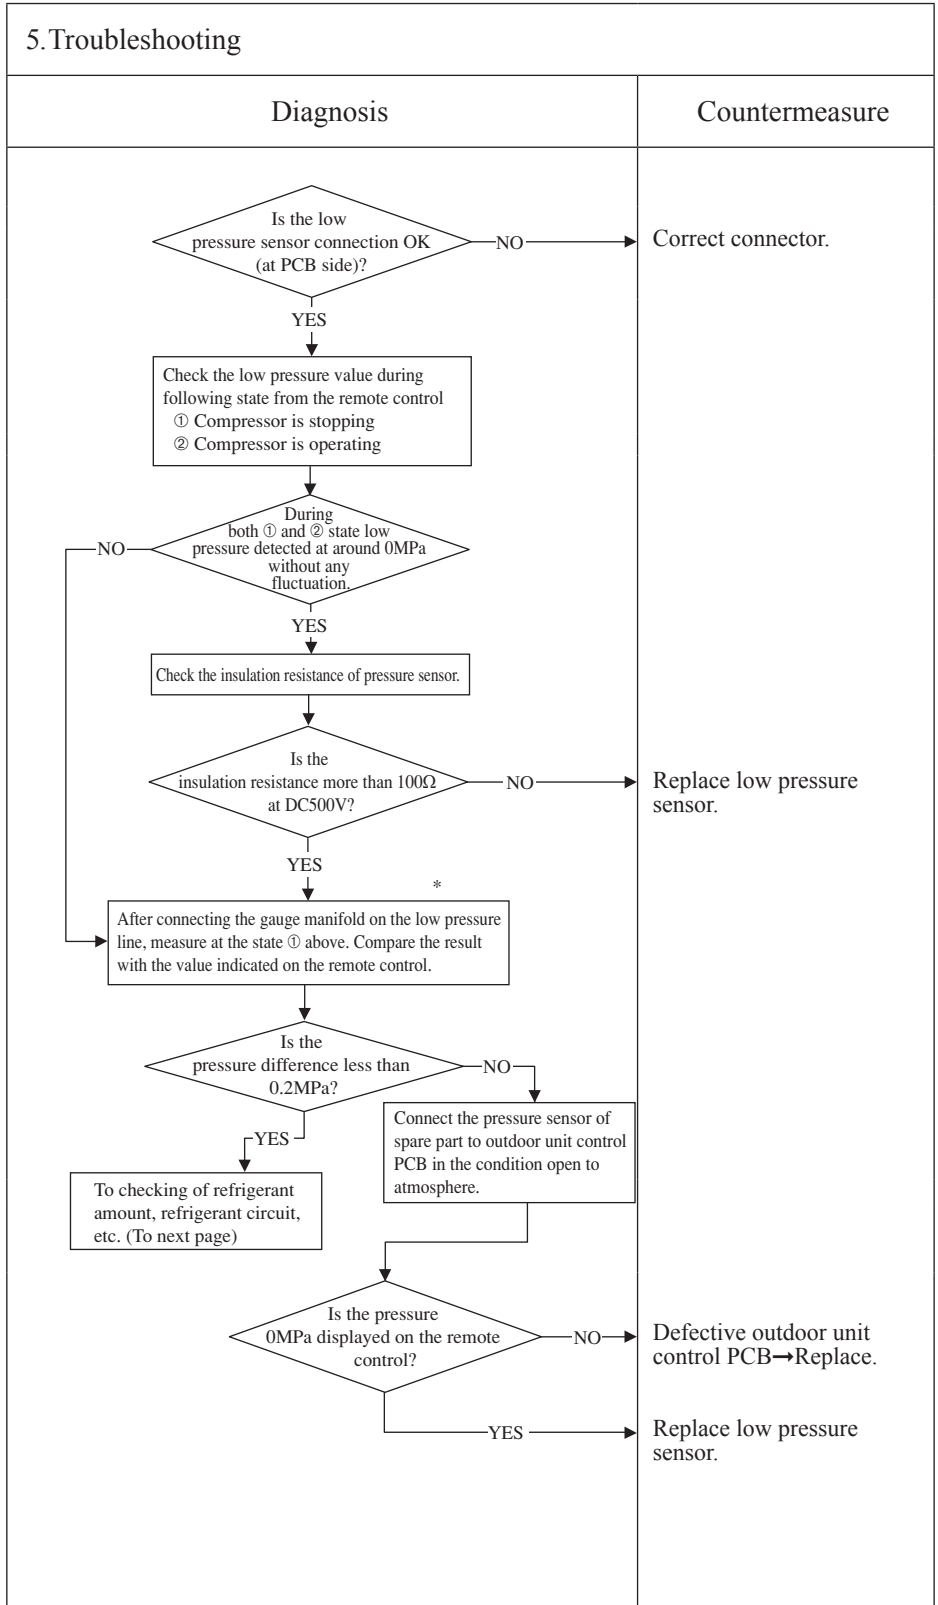 5.Troubleshooting
Diagnosis
Countermeasure
Is the low
pressure sensor connection OK
(at PCB side)?
NO
Correct connector.
YES
Check the low pressure value during
following state from the remote control
① Compressor is stopping
② Compressor is operating
During
both ① and ② state low
pressure detected at around 0MPa
without any
fluctuation.
NO
YES
Check the insulation resistance of pressure sensor.
Is the
insulation resistance more than 100Ω
at DC500V?
NO
Replace low pressure
sensor.
YES
*
After connecting the gauge manifold on the low pressure
line, measure at the state ① above. Compare the result
with the value indicated on the remote control.
Is the
pressure difference less than
0.2MPa?
NO
YES
Connect the pressure sensor of
spare part to outdoor unit control
PCB in the condition open to
atmosphere.
To checking of refrigerant
amount, refrigerant circuit,
etc. (To next page)
Is the pressure
0MPa displayed on the remote
control?
NO
Defective outdoor unit
control PCB→Replace.
YES
Replace low pressure
sensor.